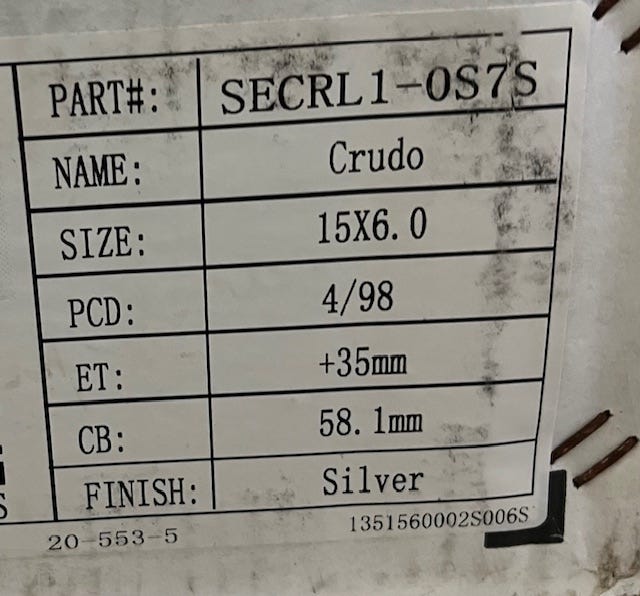 PART#: SECRL1-0S7S
NAME: Crudo
SIZE: 15X6.0
PCD: 4/98
ET: +35mm
CB: 58.1mm
FINISH: Silver
20-553-5 1351560002S006S
S